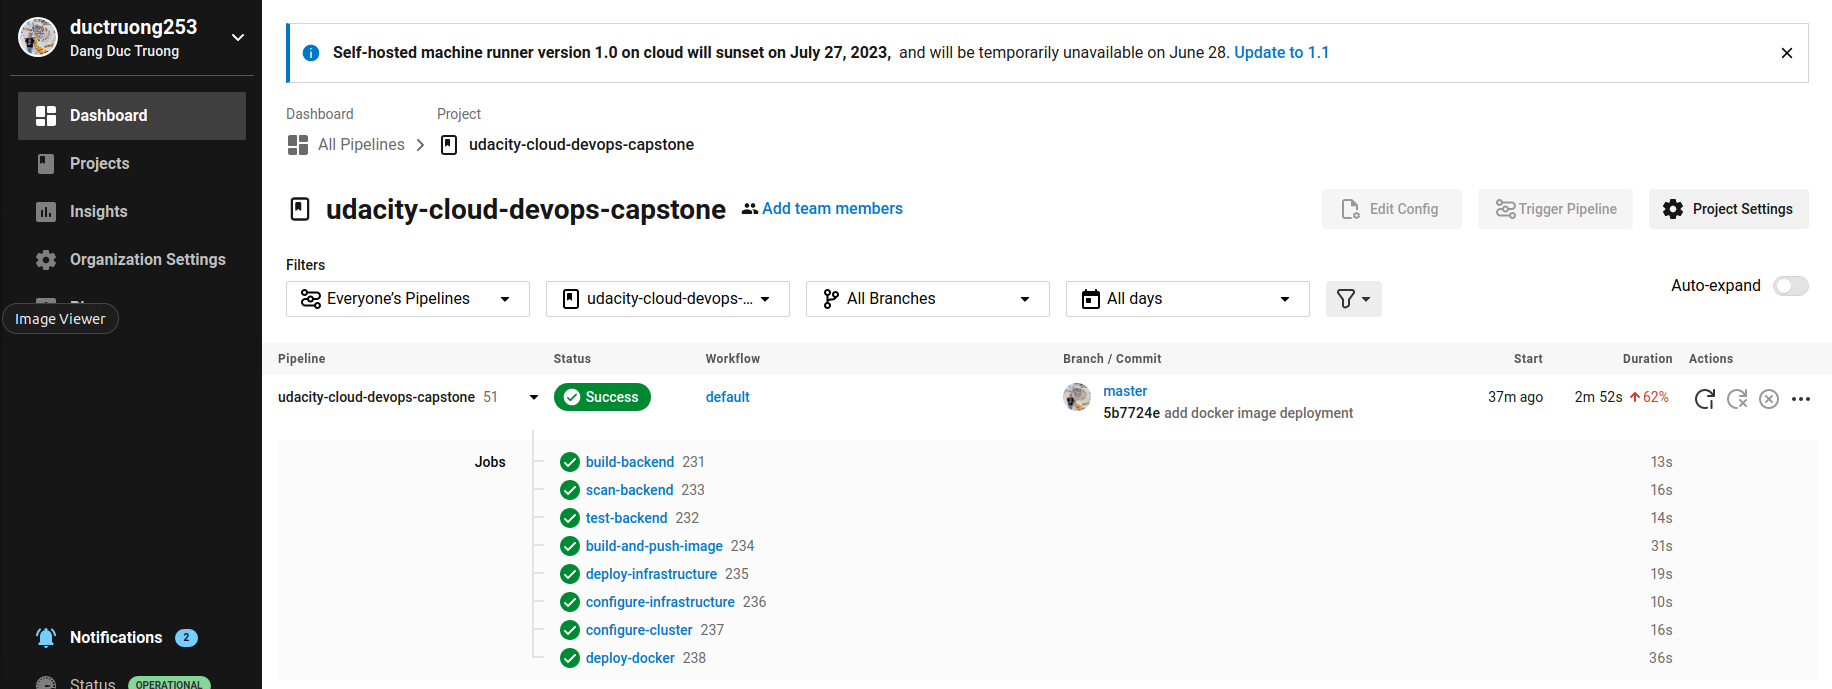 ductruong253
Dang Duc Truong
Dashboard
Projects
Insights
Organization Settings
Image Viewer
Notifications 2
Status OPERATIONAL
Self-hosted machine runner version 1.0 on cloud will sunset on July 27, 2023, and will be temporarily unavailable on June 28. Update to 1.1
Dashboard Project
All Pipelines udacity-cloud-devops-capstone
udacity-cloud-devops-capstone Add team members
Edit Config Trigger Pipeline Project Settings
Filters
Everyone's Pipelines udacity-cloud-devops-... All Branches All days
Auto-expand
Pipeline Status Workflow Branch / Commit Start Duration Actions
udacity-cloud-devops-capstone 51 Success default master 37m ago 2m 52s 62%
5b7724e add docker image deployment
Jobs build-backend 231 13s
scan-backend 233 16s
test-backend 232 14s
build-and-push-image 234 31s
deploy-infrastructure 235 19s
configure-infrastructure 236 10s
configure-cluster 237 16s
deploy-docker 238 36s